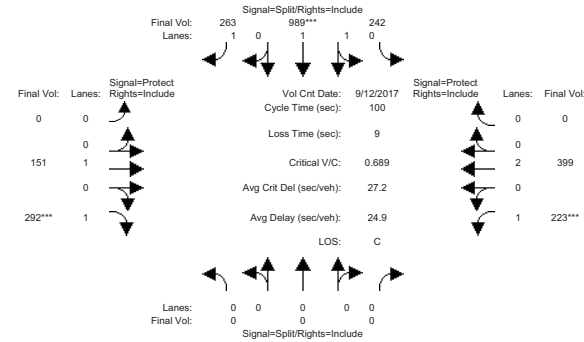 Signal=Split/Rights=Include
Final Vol: 263 989*** 242
Lanes: 1 0 1 1 0
Signal=Protect Signal=Protect
Final Vol: Lanes: Rights=Include Vol Cnt Date: 9/12/2017 Rights=Include Lanes: Final Vol:
Cycle Time (sec): 100
0 0 0 0
Loss Time (sec): 9
0 1
151 1 Critical V/C: 0.689 2 399
0 Avg Crit Del (sec/veh): 27.2 0
292*** 1 Avg Delay (sec/veh): 24.9 1 223***
LOS: C
Lanes: 0 0 0 0 0
Final Vol: 0 0 0
Signal=Split/Rights=Include